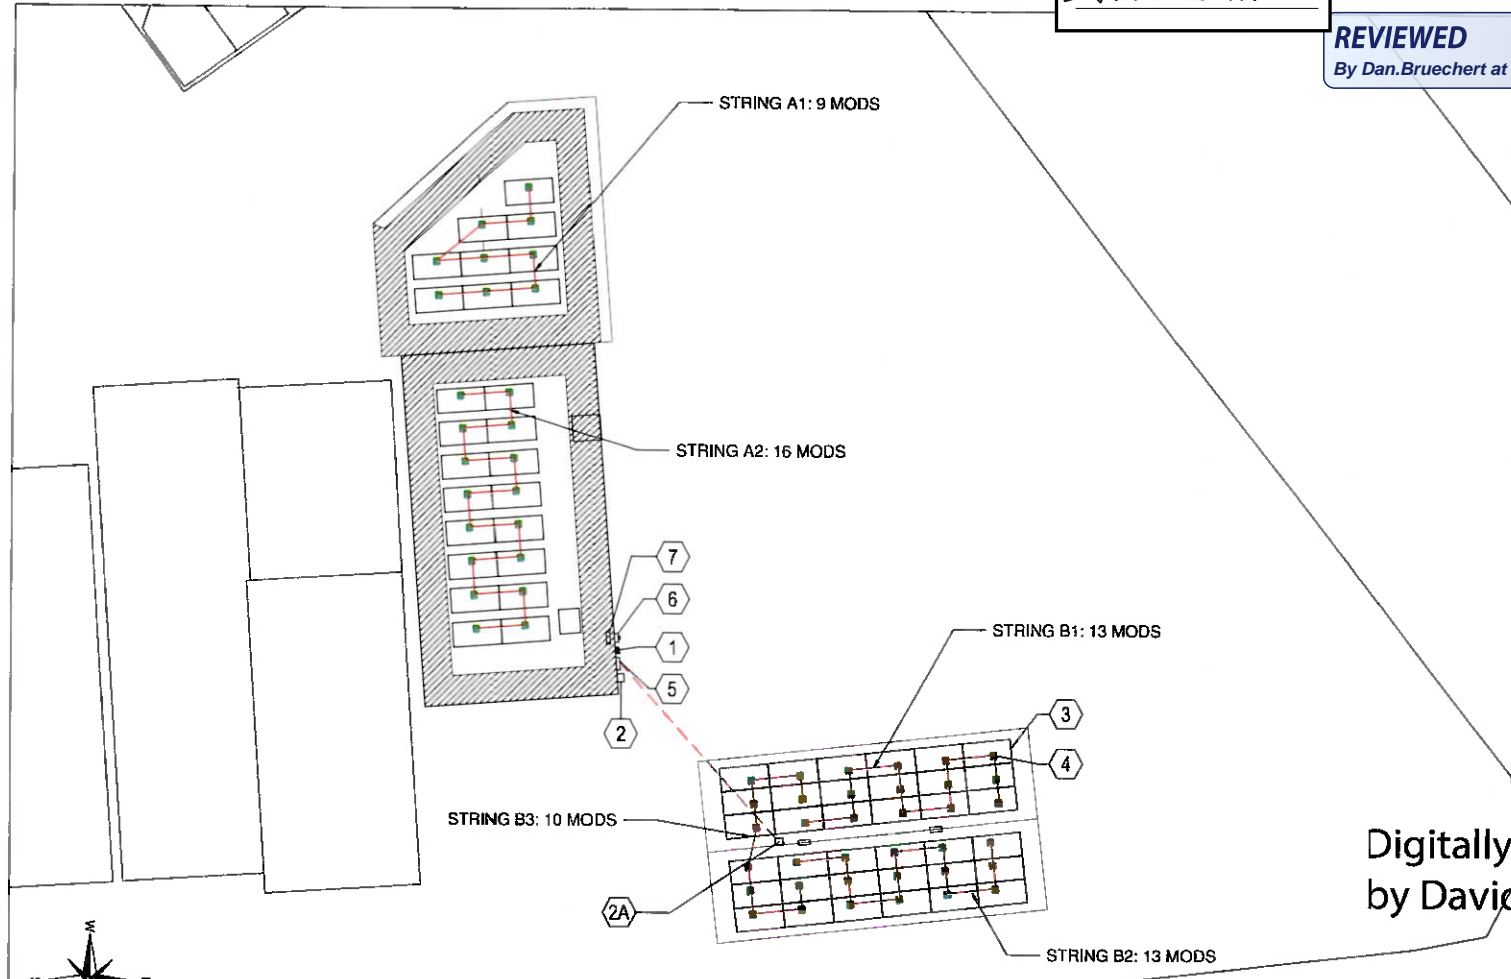 REVIEWED
By Dan.Bruechert at
STRING A1: 9 MODS
STRING A2: 16 MODS
7
6
1
5
2
STRING B1: 13 MODS
3
4
STRING B3: 10 MODS
2A
STRING B2: 13 MODS
Digitally
by David
W